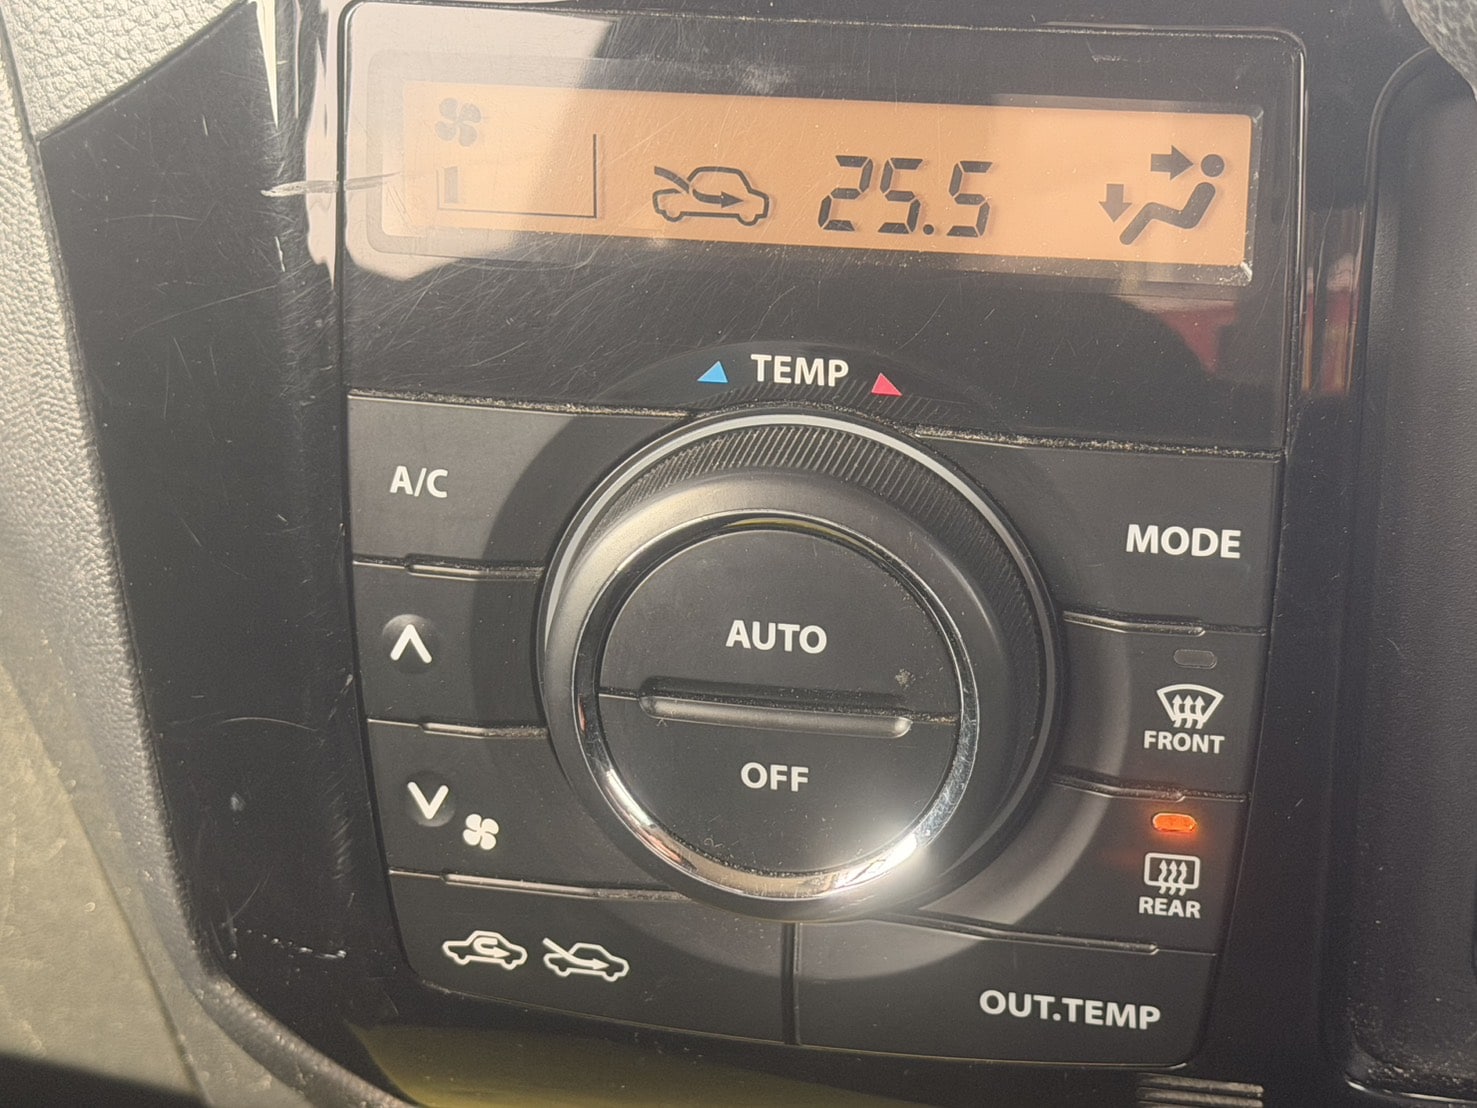 25.5
TEMP
A/C
MODE
AUTO
FRONT
OFF
REAR
OUT.TEMP